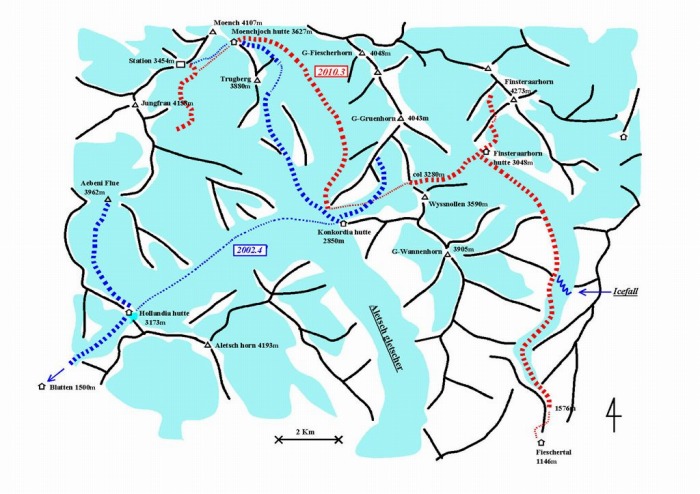 Moench 4107m
Moenchjoch hutte 3627m
G-Fiescherhorn
4048m
Station 3454m
2010.3
Trugberg
3880m
Finsteraarhorn
4273m
Jungfrau 4158m
G-Gruenhorn
4043m
Finsteraarhorn
hutte 3048m
col 3280m
Aebeni Flue
3962m
Wyssnollen 3590m
Konkordia hutte
2850m
2002.4
G-Wannenhorn
3905m
Icefall
Hollandia hutte
3173m
Aletsch gletscher
Aletsch horn 4193m
Blatten 1500m
1576m
2 Km
4
Fieschertal
1146m